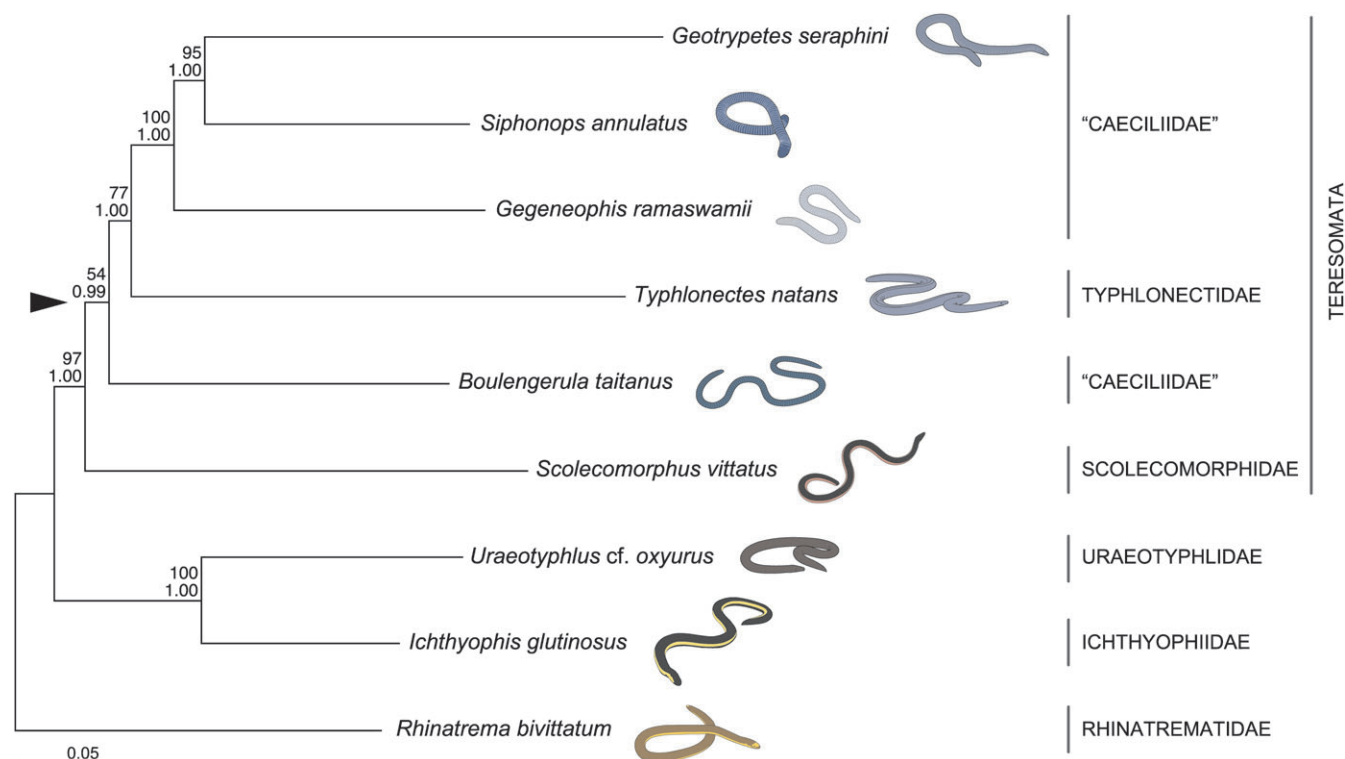 Geotrypetes seraphini
95
1.00
Siphonops annulatus
"CAECILIIDAE"
100
1.00
77
1.00
Gegeneophis ramaswamii
TERESOMATA
54
0.99
Typhlonectes natans
TYPHLONECTIDAE
97
1.00
Boulengerula taitanus
"CAECILIIDAE"
Scolecomorphus vittatus
SCOLECOMORPHIDAE
100
1.00
Uraeotyphlus cf. oxyurus
URAEOTYPHLIDAE
Ichthyophis glutinosus
ICHTHYOPHIIDAE
Rhinatrema bivittatum
RHINATREMATIDAE
0.05